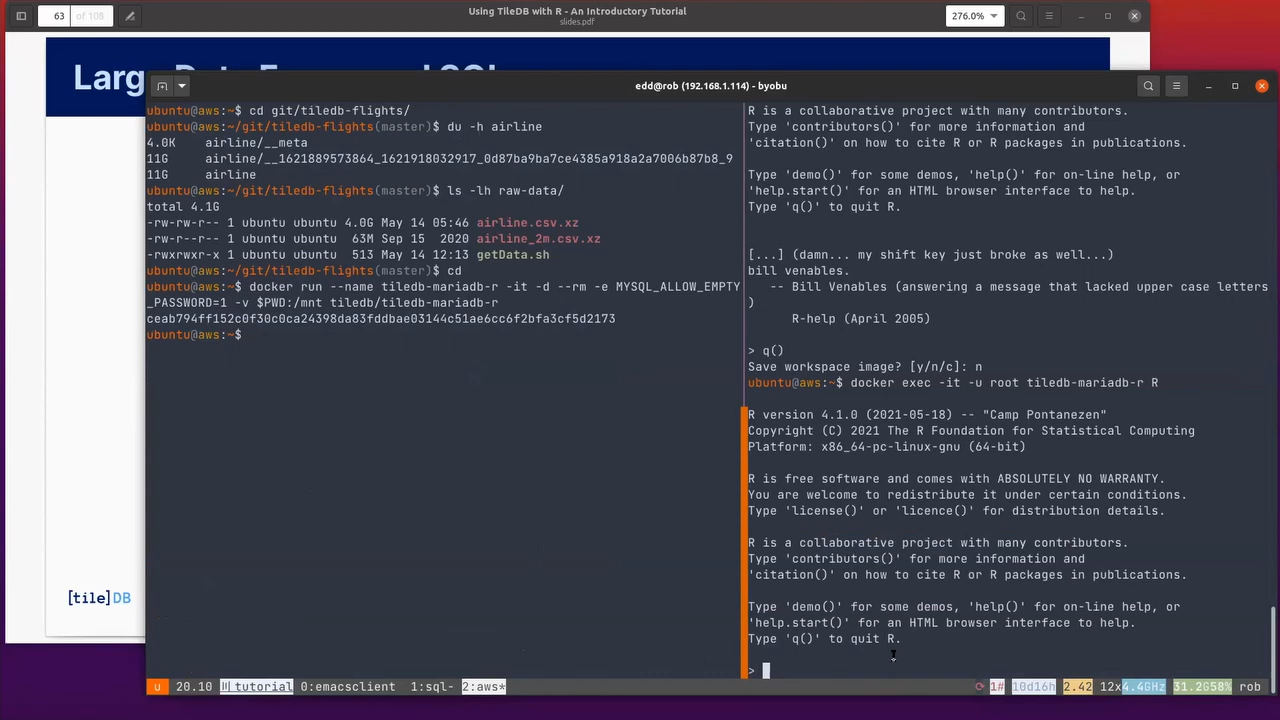 63 of 108
Using TileDB with R - An Introductory Tutorial
slides.pdf
276.0%
edd@rob (192.168.1.114) - byobu
ubuntu@aws:~$ cd git/tiledb-flights/
ubuntu@aws:~/git/tiledb-flights(master)$ du -h airline
4.0K airline/__meta
11G airline/__1621889573864_1621918032917_0d87ba9ba7ce4385a918a2a7006b87b8_9
11G airline
ubuntu@aws:~/git/tiledb-flights(master)$ ls -lh raw-data/
total 4.1G
-rw-rw-r-- 1 ubuntu ubuntu 4.0G May 14 05:46 airline.csv.xz
-rw-r--r-- 1 ubuntu ubuntu 63M Sep 15 2020 airline_2m.csv.xz
-rwxrwxr-x 1 ubuntu ubuntu 513 May 14 12:13 getData.sh
ubuntu@aws:~/git/tiledb-flights(master)$ cd
ubuntu@aws:~$ docker run --name tiledb-mariadb-r -it -d --rm -e MYSQL_ALLOW_EMPTY
_PASSWORD=1 -v $PWD:/mnt tiledb/tiledb-mariadb-r
ceab794ff152c0f30c0ca24398da83fddbae03144c51ae6cc6f2bfa3cf5d2173
ubuntu@aws:~$
R is a collaborative project with many contributors.
Type 'contributors()' for more information and
'citation()' on how to cite R or R packages in publications.
Type 'demo()' for some demos, 'help()' for on-line help, or
'help.start()' for an HTML browser interface to help.
Type 'q()' to quit R.
[...] (damn... my shift key just broke as well...)
bill venables.
-- Bill Venables (answering a message that lacked upper case letters
)
R-help (April 2005)
> q()
Save workspace image? [y/n/c]: n
ubuntu@aws:~$ docker exec -it -u root tiledb-mariadb-r R
R version 4.1.0 (2021-05-18) -- "Camp Pontanezen"
Copyright (C) 2021 The R Foundation for Statistical Computing
Platform: x86_64-pc-linux-gnu (64-bit)
R is free software and comes with ABSOLUTELY NO WARRANTY.
You are welcome to redistribute it under certain conditions.
Type 'license()' or 'licence()' for distribution details.
R is a collaborative project with many contributors.
Type 'contributors()' for more information and
'citation()' on how to cite R or R packages in publications.
Type 'demo()' for some demos, 'help()' for on-line help, or
'help.start()' for an HTML browser interface to help.
Type 'q()' to quit R.
>
[tile]DB
u 20.10 tutorial 0:emacsclient 1:sql- 2:aws* 1# 10d16h 2.42 12x4.4GHz 31.2G58% rob